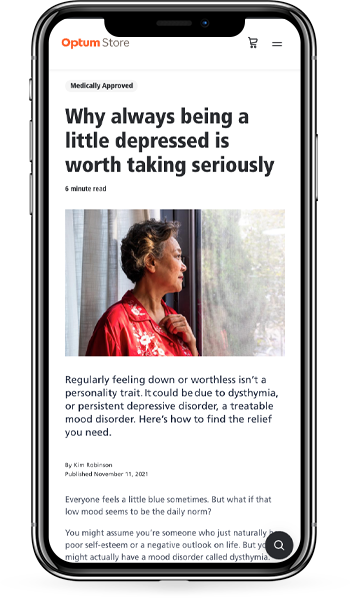 Optum Store
Medically Approved
Why always being a
little depressed is
worth taking seriously
6 minute read
Regularly feeling down or worthless isn't a
personality trait. It could be due to dysthymia,
or persistent depressive disorder, a treatable
mood disorder. Here's how to find the relief
you need.
By Kim Robinson
Published November 11, 2021
Everyone feels a little blue sometimes. But what if that
low mood seems to be the daily norm?
You might assume you're someone who just naturally
poor self-esteem or a negative outlook on life. But
might actually have a mood disorder called dysthymia.